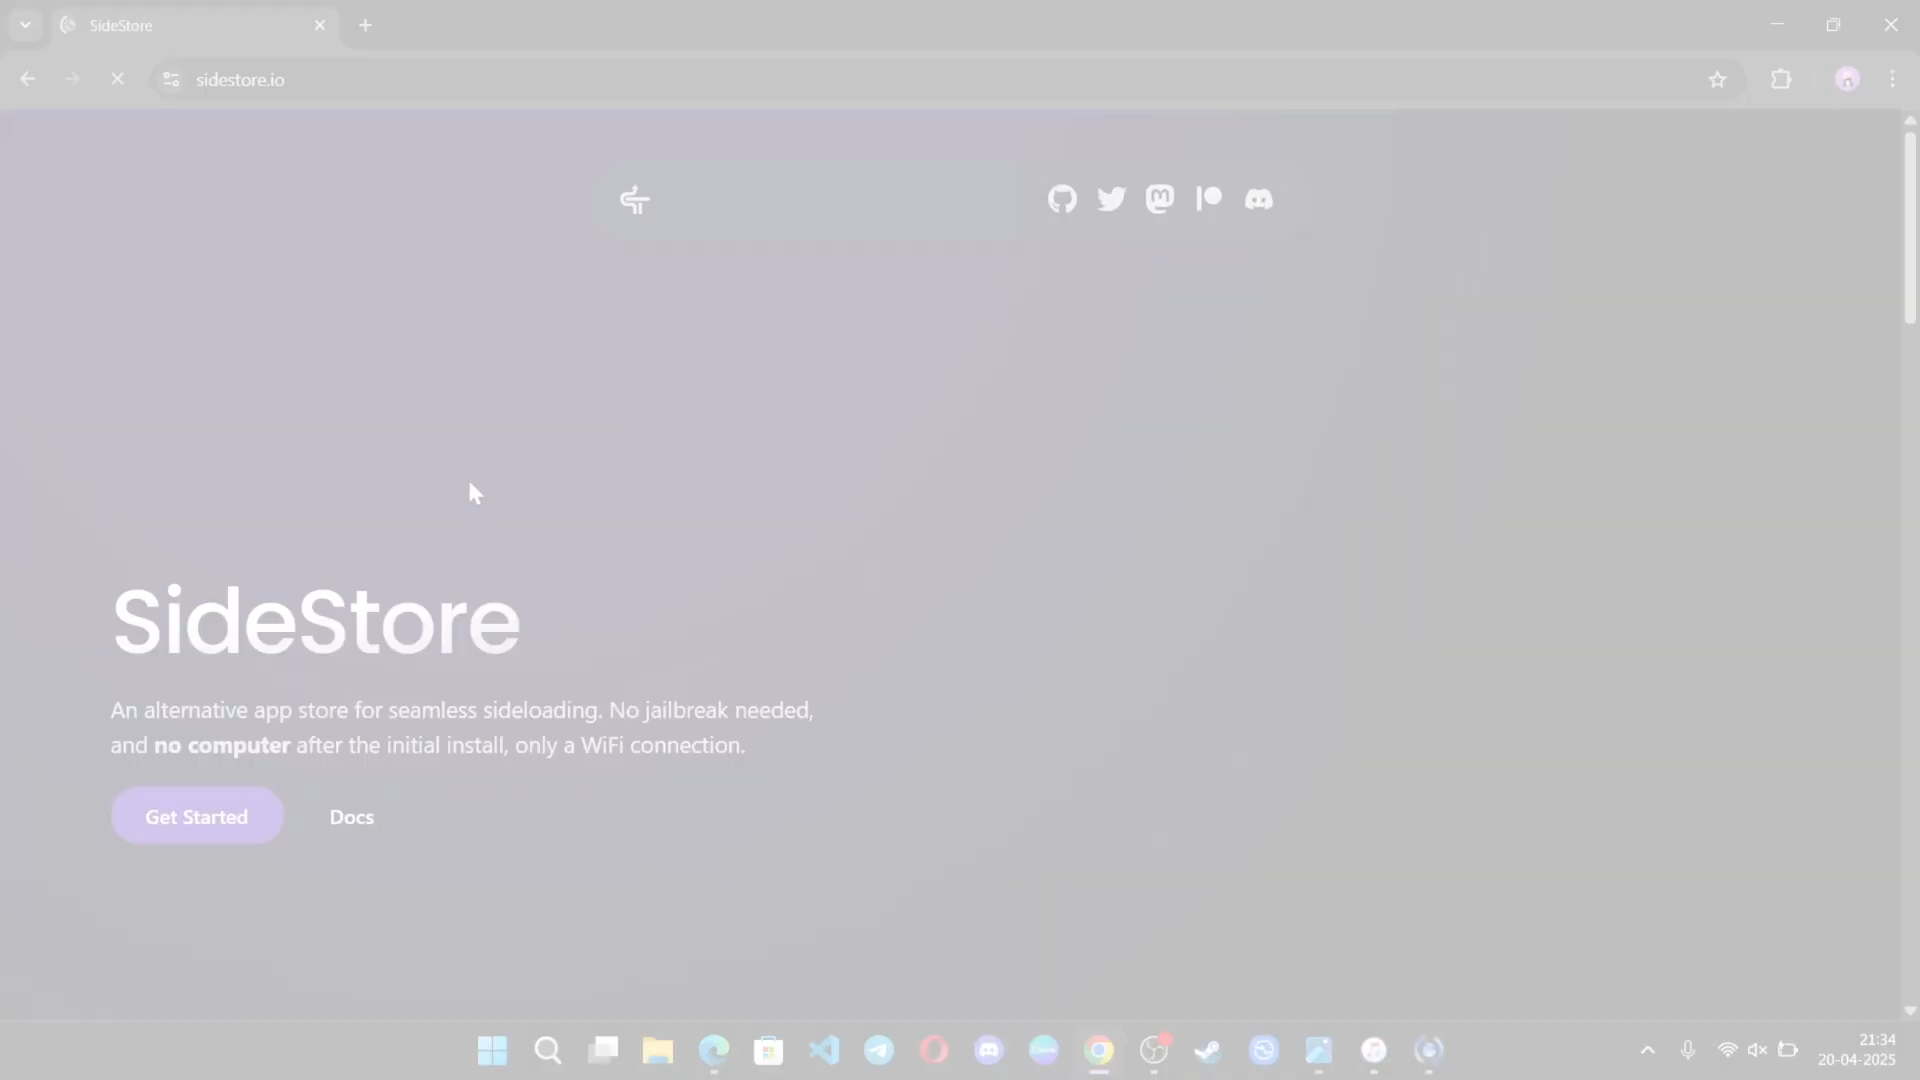 SideStore
sidestore.io
SideStore
An alternative app store for seamless sideloading. No jailbreak needed,
and no computer after the initial install, only a WiFi connection.
Get Started
Docs
21:34
20-04-2025